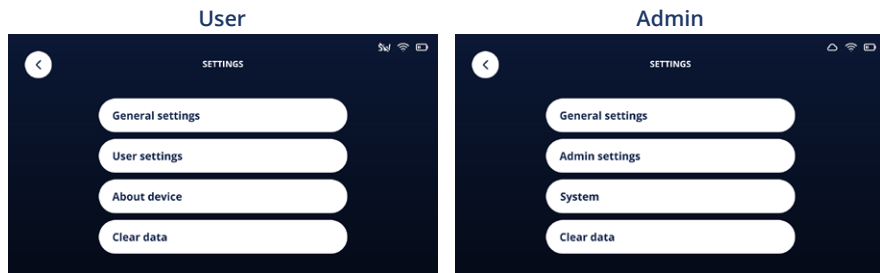 User
SETTINGS
General settings
User settings
About device
Clear data
Admin
SETTINGS
General settings
Admin settings
System
Clear data